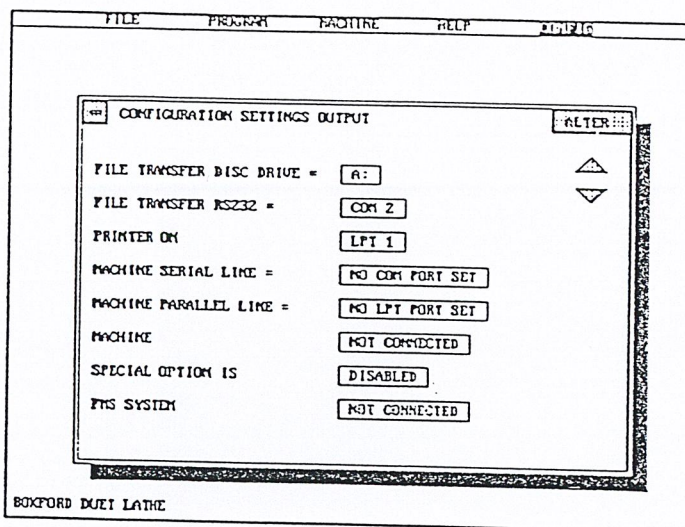 FILE PROGRAM MACHINE HELP CONFIG
CONFIGURATION SETTINGS OUTPUT
ALTER
FILE TRANSFER DISC DRIVE = A:
FILE TRANSFER RS232 = COM 2
PRINTER ON LPT 1
MACHINE SERIAL LINE = NO COM PORT SET
MACHINE PARALLEL LINE = NO LPT PORT SET
MACHINE NOT CONNECTED
SPECIAL OPTION IS DISABLED
FMS SYSTEM NOT CONNECTED
BOXFORD DUET LATHE